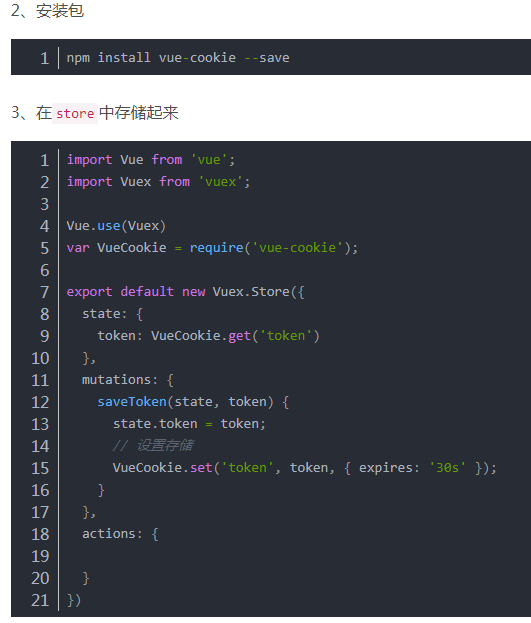 2、安装包
1 npm install vue-cookie --save
3、在 store 中存储起来
1 import Vue from 'vue';
2 import Vuex from 'vuex';
3
4 Vue.use(Vuex)
5 var VueCookie = require('vue-cookie');
6
7 export default new Vuex.Store({
8   state: {
9     token: VueCookie.get('token')
10   },
11   mutations: {
12     saveToken(state, token) {
13       state.token = token;
14       // 设置存储
15       VueCookie.set('token', token, { expires: '30s' });
16     }
17   },
18   actions: {
19
20   }
21 })